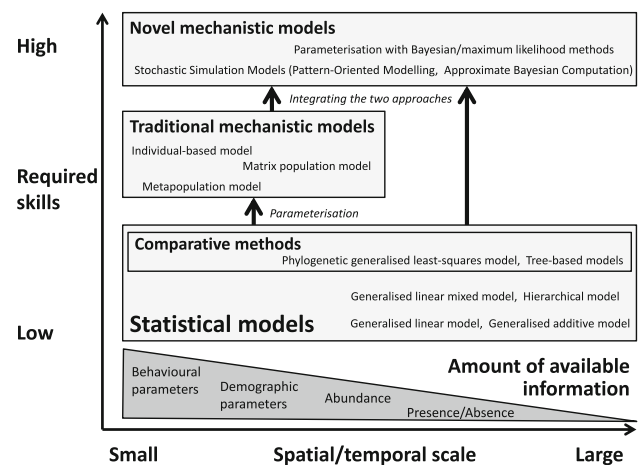 High
Novel mechanistic models
Parameterisation with Bayesian/maximum likelihood methods
Stochastic Simulation Models (Pattern-Oriented Modelling, Approximate Bayesian Computation)
Integrating the two approaches
Traditional mechanistic models
Individual-based model
Matrix population model
Metapopulation model
Required
skills
Parameterisation
Comparative methods
Phylogenetic generalised least-squares model, Tree-based models
Generalised linear mixed model, Hierarchical model
Statistical models
Generalised linear model, Generalised additive model
Low
Amount of available
information
Behavioural
parameters
Demographic
parameters
Abundance
Presence/Absence
Small
Spatial/temporal scale
Large